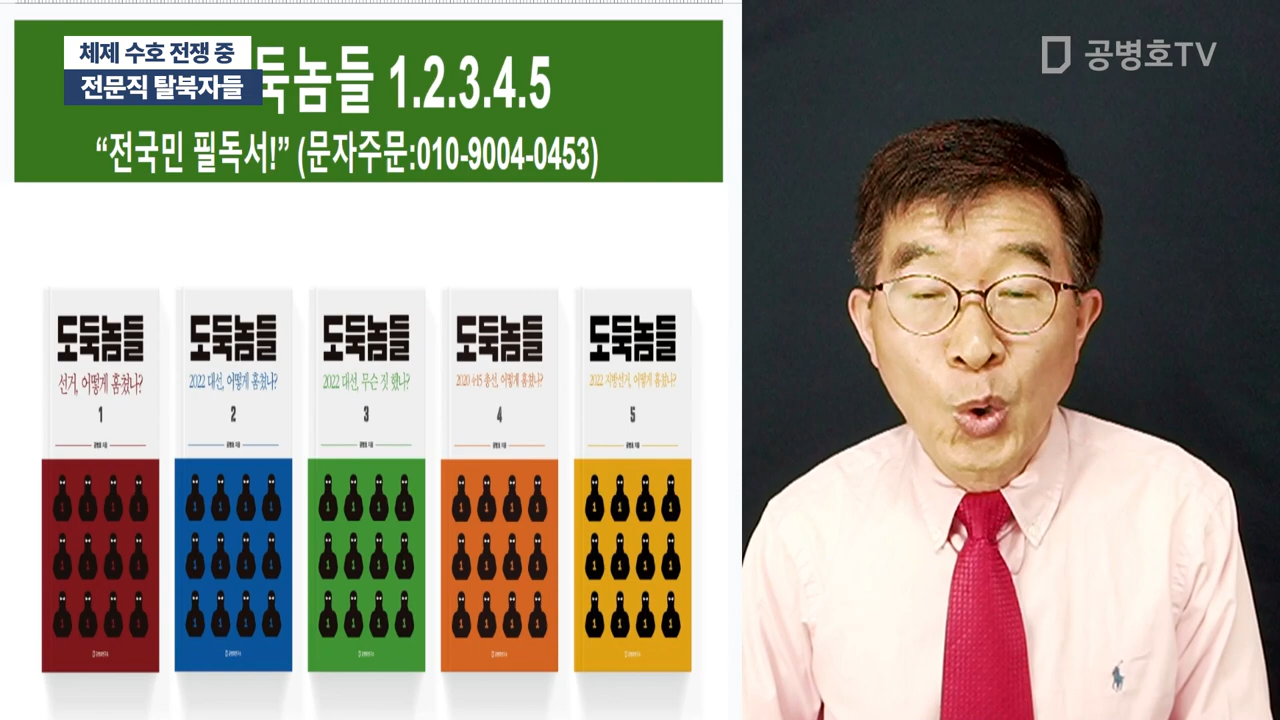 체제 수호 전쟁 중
전문직 탈북자들
둑놈들 1.2.3.4.5
“전국민 필독서!” (문자주문:010-9004-0453)
공병호TV
도둑놈들
선거, 어떻게 훔쳤나?
1
도둑놈들
2022 대선, 어떻게 훔쳤나?
2
도둑놈들
2022 대선, 무슨 짓 했나?
3
도둑놈들
2020 4·15 총선, 어떻게 훔쳤나?
4
도둑놈들
2022 지방선거, 어떻게 훔쳤나?
5